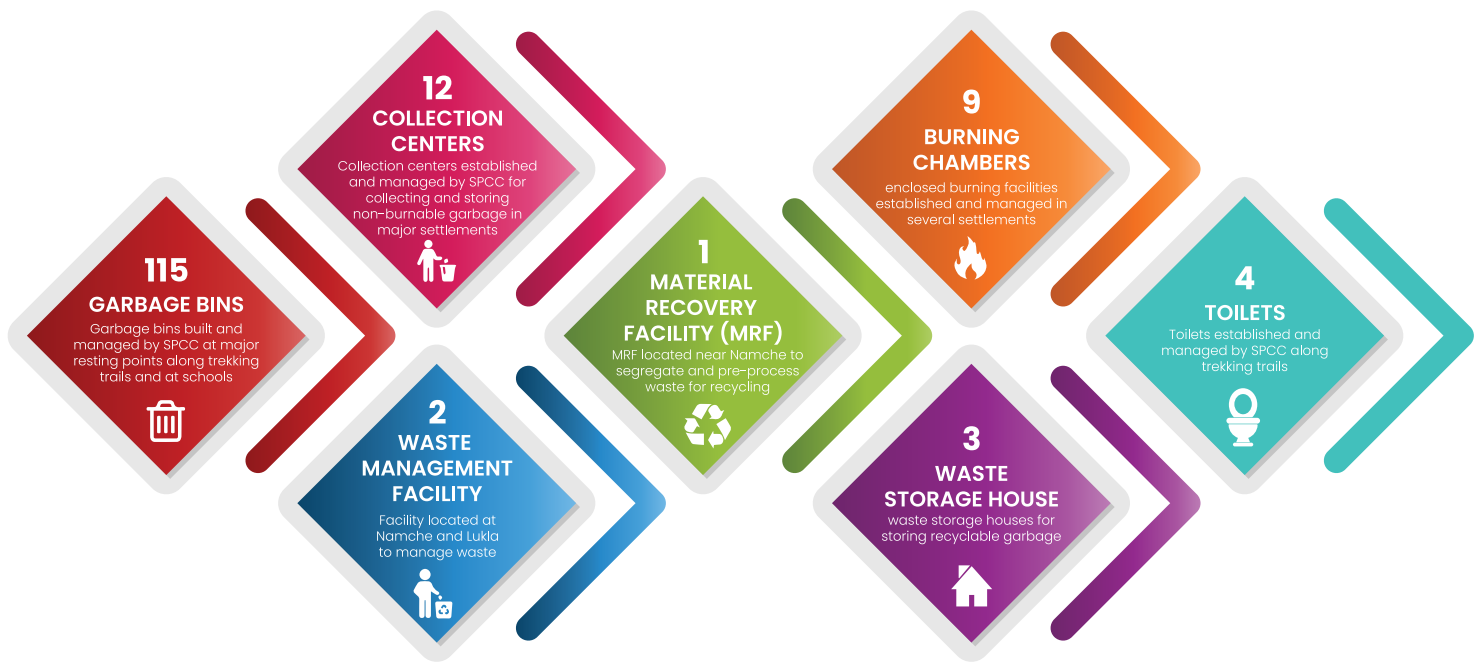 115
GARBAGE BINS
Garbage bins built and
managed by SPCC at major
resting points along trekking
trails and at schools
12
COLLECTION
CENTERS
Collection centers established
and managed by SPCC for
collecting and storing
non-burnable garbage in
major settlements
2
WASTE
MANAGEMENT
FACILITY
Facility located at
Namche and Lukla
to manage waste
1
MATERIAL
RECOVERY
FACILITY (MRF)
MRF located near Namche to
segregate and pre-process
waste for recycling
9
BURNING
CHAMBERS
enclosed burning facilities
established and managed in
several settlements
3
WASTE
STORAGE HOUSE
waste storage houses for
storing recyclable garbage
4
TOILETS
Toilets established and
managed by SPCC along
trekking trails